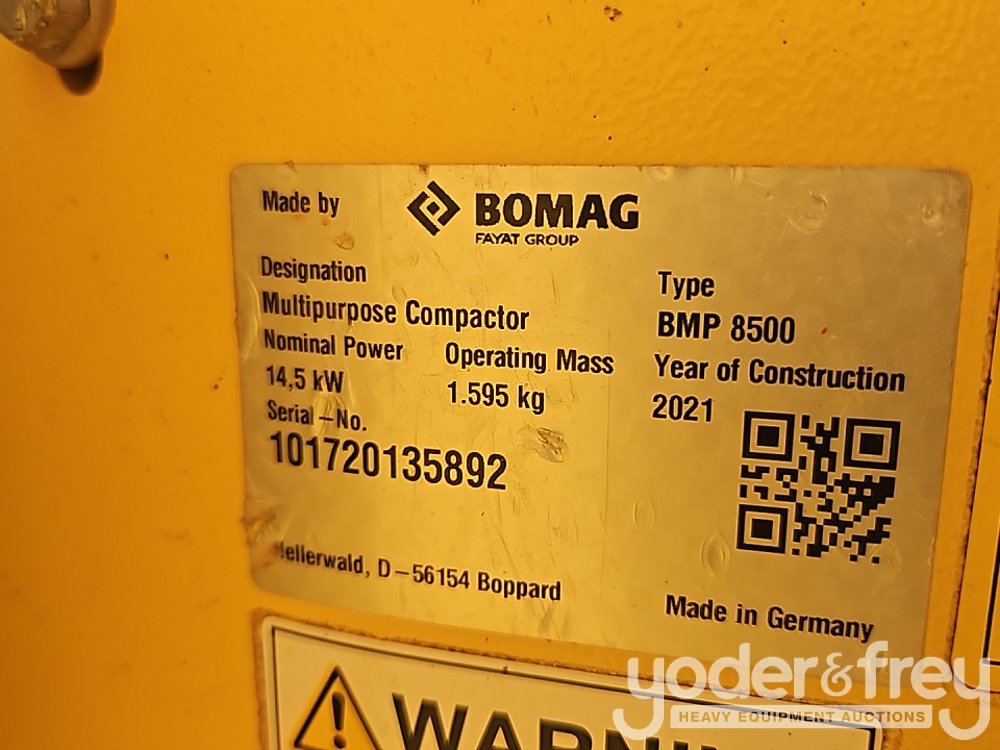 Made by
BOMAG
FAYAT GROUP
Designation
Multipurpose Compactor
Type
BMP 8500
Nominal Power
Operating Mass
14,5 kW
1.595 kg
Year of Construction
2021
Serial-No.
101720135892
D-56154 Boppard
Made in Germany
yoder&frey
HEAVY EQUIPMENT AUCTIONS